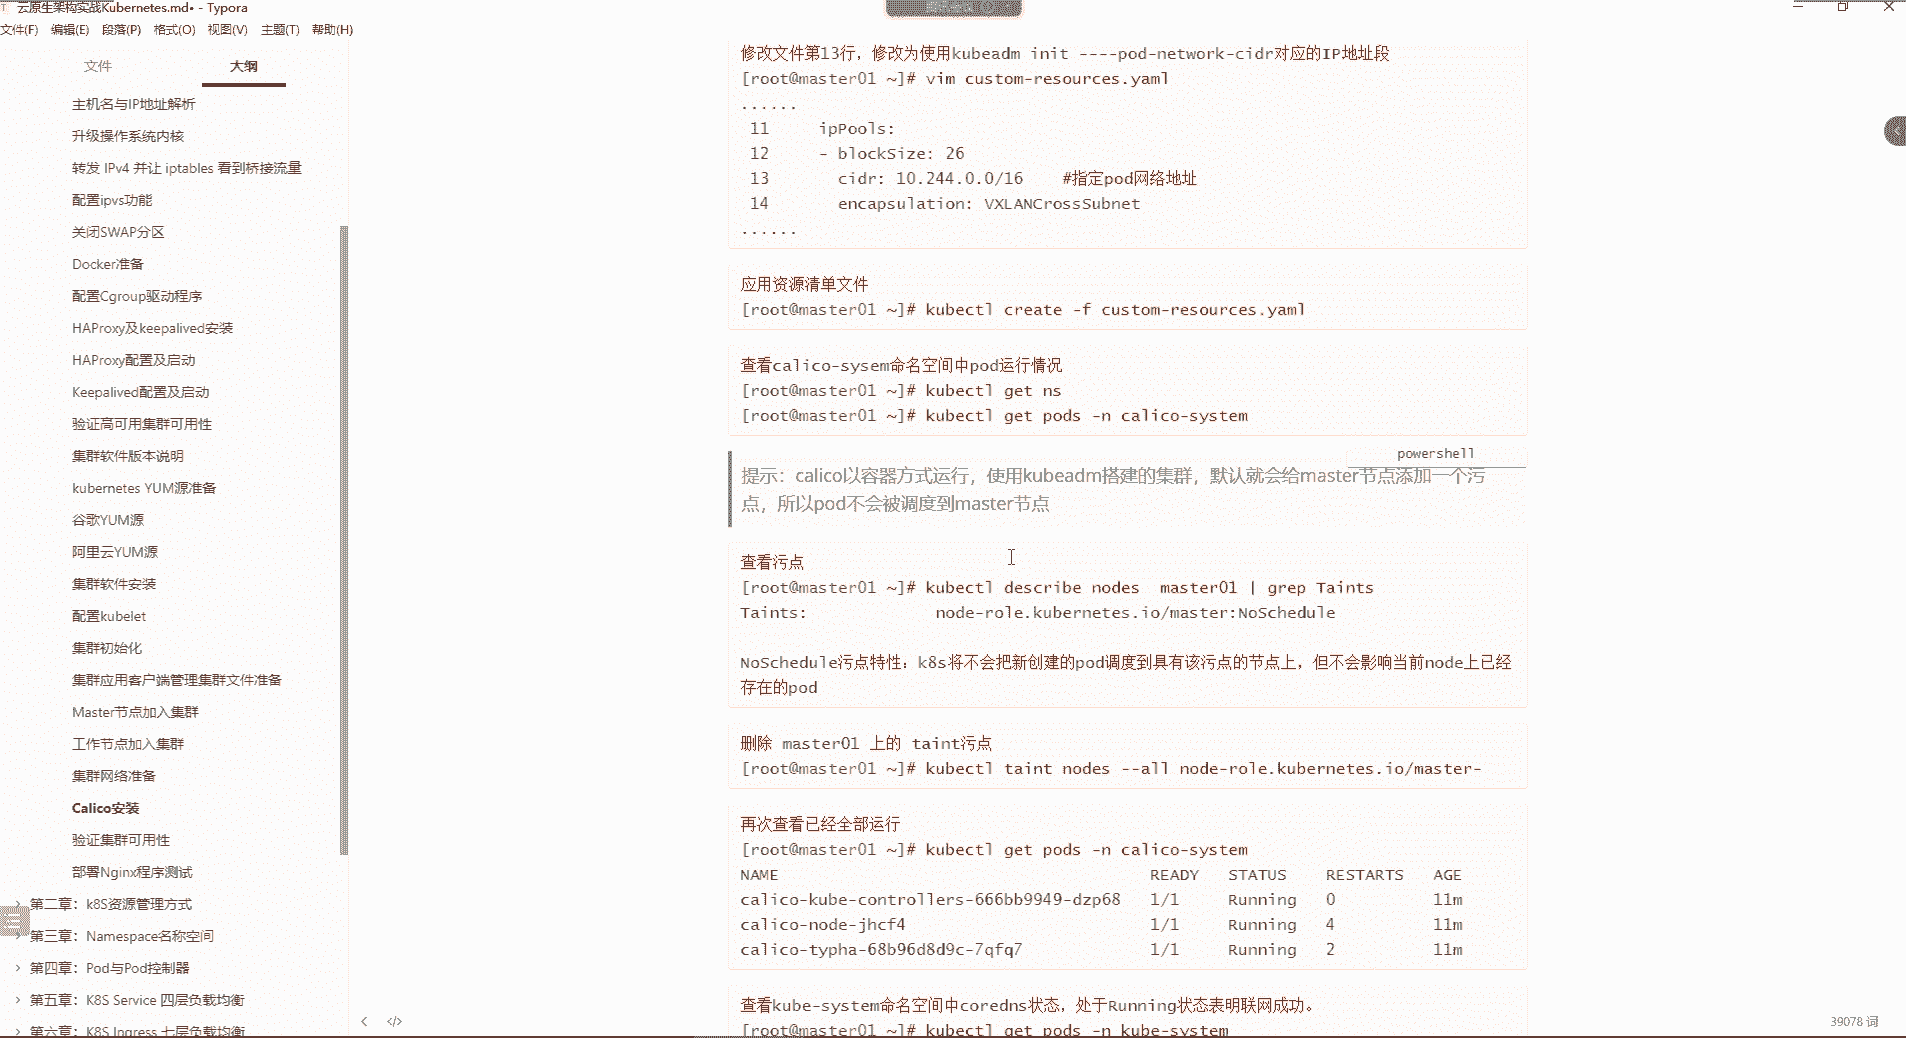 云原生架构实战Kubernetes.md• - Typora
文件(F) 编辑(E) 段落(P) 格式(O) 视图(V) 主题(T) 帮助(H)
文件 大纲
主机名与IP地址解析
升级操作系统内核
转发 IPv4 并让 iptables 看到桥接流量
配置ipvs功能
关闭SWAP分区
Docker准备
配置Cgroup驱动程序
HAProxy及keepalived安装
HAProxy配置及启动
Keepalived配置及启动
验证高可用集群可用性
集群软件版本说明
kubernetes YUM源准备
谷歌YUM源
阿里云YUM源
集群软件安装
配置kubelet
集群初始化
集群应用客户端管理集群文件准备
Master节点加入集群
工作节点加入集群
集群网络准备
Calico安装
验证集群可用性
部署Nginx程序测试
第二章：k8S资源管理方式
第三章：Namespace名称空间
第四章：Pod与Pod控制器
第五章：K8S Service 四层负载均衡
第六章：K8S Ingress 七层负载均衡
修改文件第13行，修改为使用kubeadm init ----pod-network-cidr对应的IP地址段
[root@master01 ~]# vim custom-resources.yaml
......
11 ipPools:
12 - blockSize: 26
13 cidr: 10.244.0.0/16 #指定pod网络地址
14 encapsulation: VXLANCrossSubnet
......
应用资源清单文件
[root@master01 ~]# kubectl create -f custom-resources.yaml
查看calico-sysem命名空间中pod运行情况
[root@master01 ~]# kubectl get ns
[root@master01 ~]# kubectl get pods -n calico-system
powershell
提示：calicol以容器方式运行，使用kubeadm搭建的集群，默认就会给master节点添加一个污
点，所以pod不会被调度到master节点
查看污点
[root@master01 ~]# kubectl describe nodes  master01 | grep Taints
Taints: node-role.kubernetes.io/master:NoSchedule
NoSchedule污点特性：k8s将不会把新创建的pod调度到具有该污点的节点上，但不会影响当前node上已经
存在的pod
删除 master01 上的 taint污点
[root@master01 ~]# kubectl taint nodes --all node-role.kubernetes.io/master-
再次查看已经全部运行
[root@master01 ~]# kubectl get pods -n calico-system
NAME READY STATUS RESTARTS AGE
calico-kube-controllers-666bb9949-dzp68 1/1 Running 0 11m
calico-node-jhcf4 1/1 Running 4 11m
calico-typha-68b96d8d9c-7qfq7 1/1 Running 2 11m
查看kube-system命名空间中coredns状态，处于Running状态表明联网成功。
[root@master01 ~]# kubectl get pods -n kube-system
39078 词